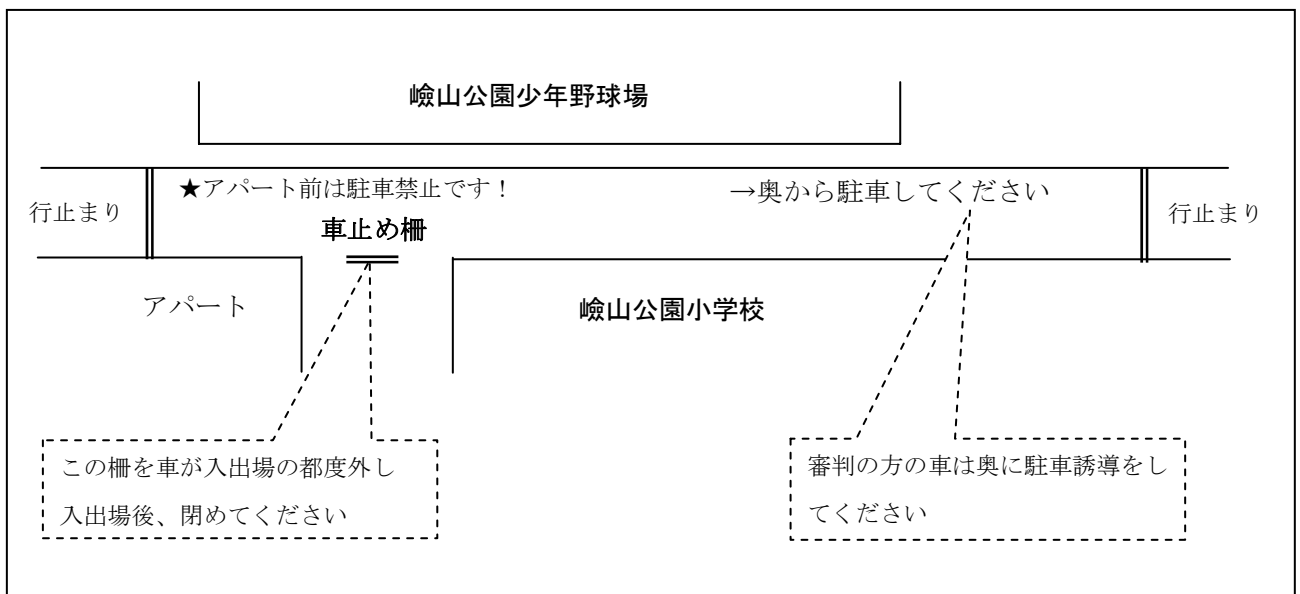 嶮山公園少年野球場
★アパート前は駐車禁止です！
→奥から駐車してください
行止まり
行止まり
車止め柵
アパート
嶮山公園小学校
この柵を車が入出場の都度外し
入出場後、閉めてください
審判の方の車は奥に駐車誘導をし
てください